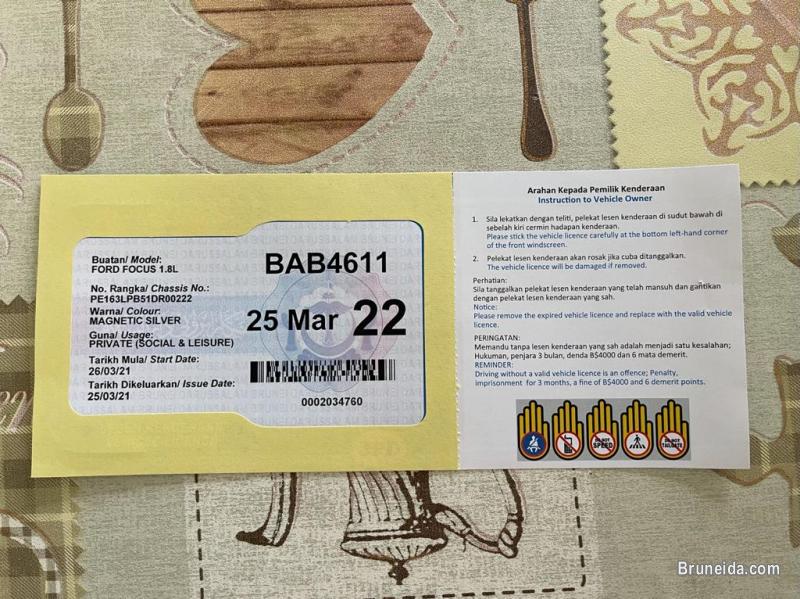 Buatan/ Model:
FORD FOCUS 1.8L
No. Rangka/ Chassis No.:
PE163LPB51DR00222
Warna/ Colour:
MAGNETIC SILVER
Guna/ Usage:
PRIVATE (SOCIAL & LEISURE)
Tarikh Mula/ Start Date:
26/03/21
Tarikh Dikeluarkan/ Issue Date:
25/03/21
BAB4611
25 Mar 22
0002034760
Arahan Kepada Pemilik Kenderaan
Instruction to Vehicle Owner
1. Sila lekatkan dengan teliti, pelekat lesen kenderaan di sudut bawah di
sebelah kiri cermin hadapan kenderaan.
Please stick the vehicle licence carefully at the bottom left-hand corner
of the front windscreen.
2. Pelekat lesen kenderaan akan rosak jika cuba ditanggalkan.
The vehicle licence will be damaged if removed.
Perhatian:
Sila tanggalkan pelekat lesen kenderaan yang telah mansuh dan gantikan
dengan pelekat lesen kenderaan yang sah.
Notice:
Please remove the expired vehicle licence and replace with the valid vehicle
licence.
PERINGATAN:
Memandu tanpa lesen kenderaan yang sah adalah menjadi satu kesalahan;
Hukuman, penjara 3 bulan, denda B$4000 dan 6 mata demerit.
REMINDER:
Driving without a valid vehicle licence is an offence; Penalty,
imprisonment for 3 months, a fine of B$4000 and 6 demerit points.
DO NOT
SPEED
DO NOT
TAILGATE
Bruneida.com